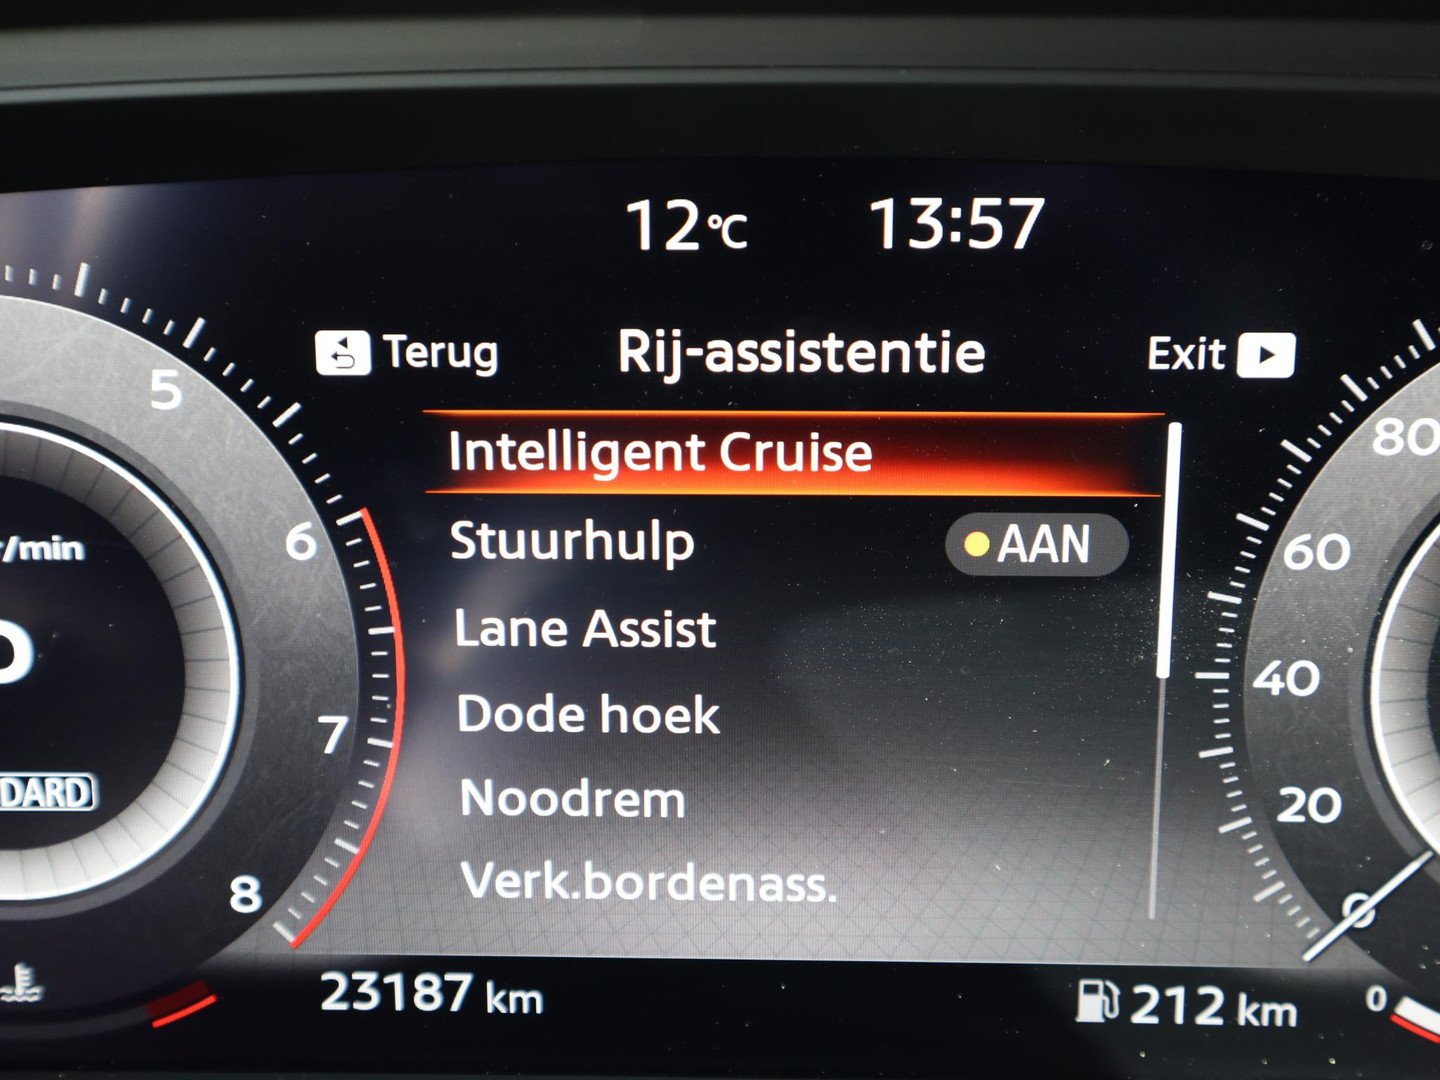 12°C 13:57
Terug Rij-assistentie Exit
Intelligent Cruise
Stuurhulp AAN
Lane Assist
Dode hoek
Noodrem
Verk.bordenass.
23187 km 212 km
5
6
r/min
7
8
80
60
40
20
0
0